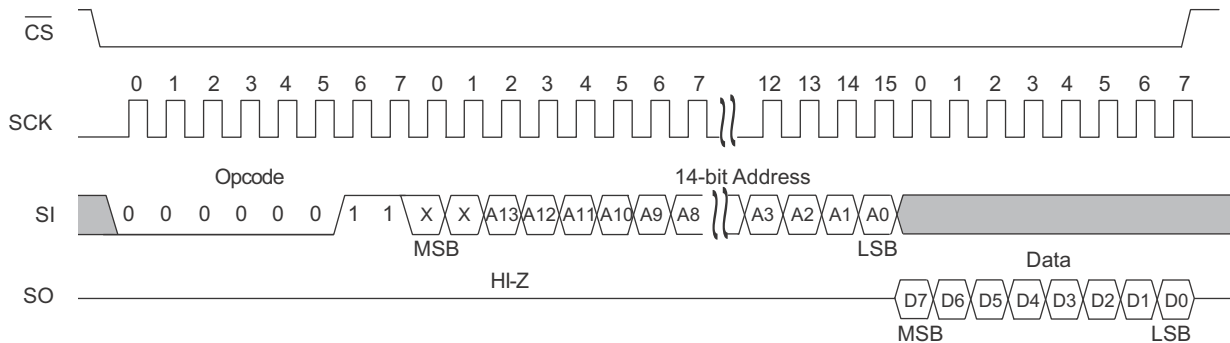 CS
0 1 2 3 4 5 6 7 0 1 2 3 4 5 6 7 12 13 14 15 0 1 2 3 4 5 6 7
SCK
Opcode 14-bit Address
SI 0 0 0 0 0 0 1 1 X X A13 A12 A11 A10 A9 A8 A3 A2 A1 A0
MSB LSB
HI-Z Data
SO D7 D6 D5 D4 D3 D2 D1 D0
MSB LSB